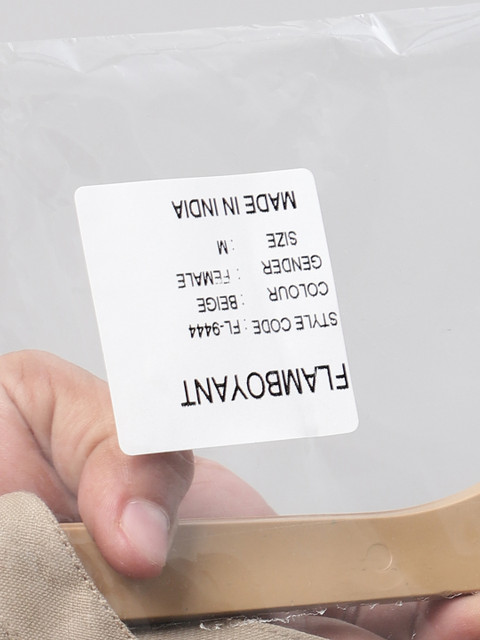 FLAMBOYANT
STYLE CODE : FL-9444
COLOUR : BEIGE
GENDER : FEMALE
SIZE : M
MADE IN INDIA